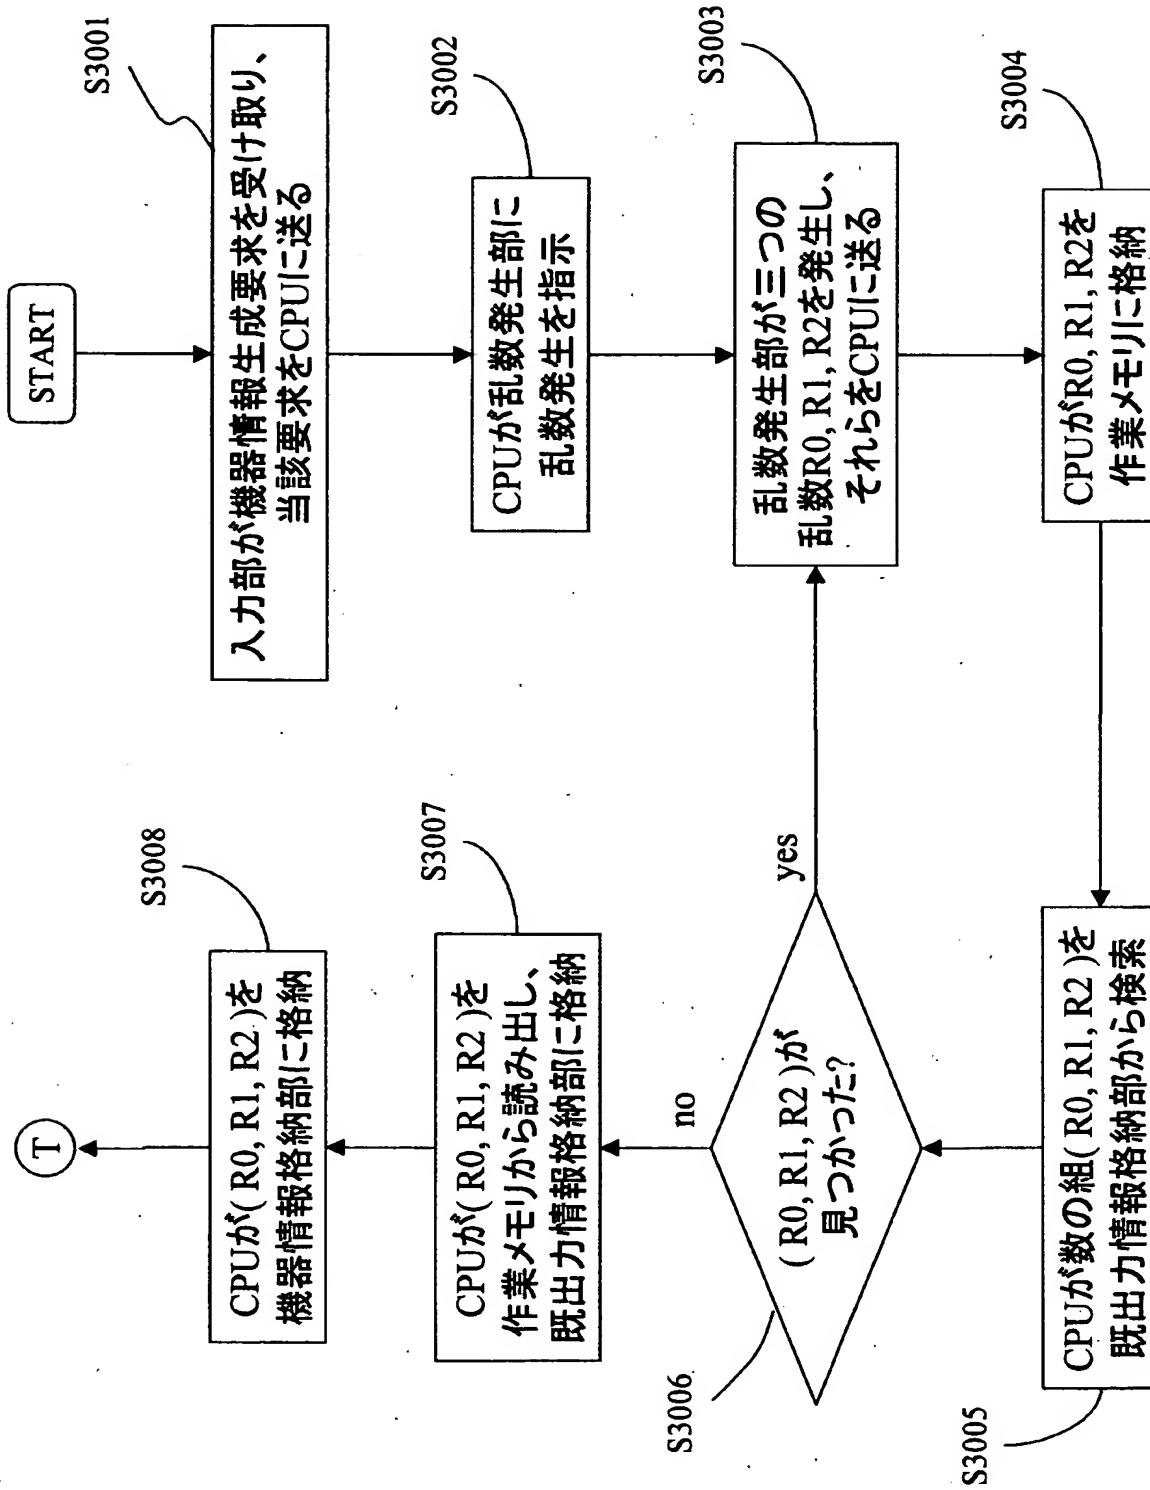 START
S3001
入力部が機器情報生成要求を受け取り、
当該要求をCPUに送る
S3002
CPUが乱数発生部に
乱数発生を指示
S3003
乱数発生部が三つの
乱数R0, R1, R2を発生し、
それらをCPUに送る
S3004
CPUがR0, R1, R2を
作業メモリに格納
S3005
CPUが数の組( R0, R1, R2 )を
既出力情報格納部から検索
S3006
( R0, R1, R2 )が
見つかった?
yes
no
S3007
CPUが( R0, R1, R2 )を
作業メモリから読み出し、
既出力情報格納部に格納
S3008
CPUが( R0, R1, R2 )を
機器情報格納部に格納
T